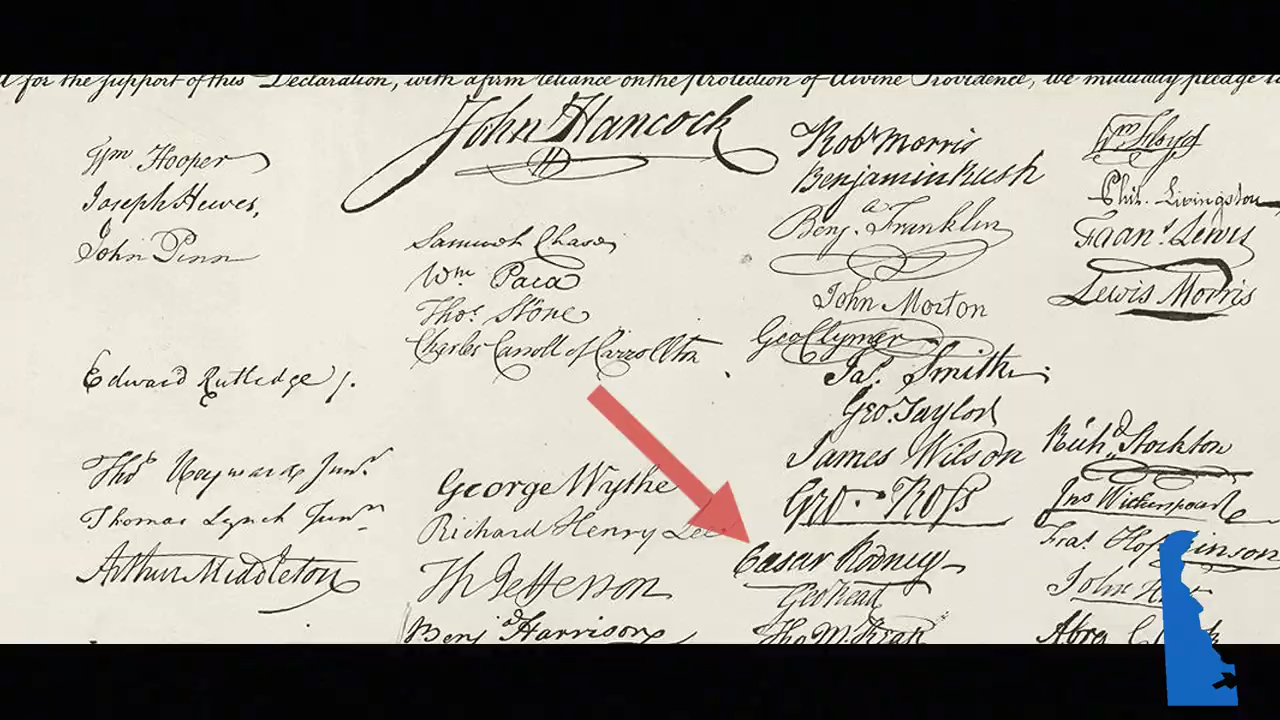 for the support of this Declaration, with a firm reliance on the Protection of divine Providence, we mutually pledge
John Hancock
Wm Hooper
Joseph Hewes,
John Penn
Edward Rutledge /.
Thos Heyward Junr.
Thomas Lynch Junr.
Arthur Middleton
Samuel Chase
Wm. Paca
Thos. Stone
Charles Carroll of Carrollton
George Wythe
Richard Henry Lee
Th Jefferson
Benj Harrison
Robt Morris
Benjamin Rush
Benja. Franklin
John Morton
Geo Clymer
Jas. Smith.
Geo. Taylor
James Wilson
Geo. Ross
Caesar Rodney
Geo Read
Tho M:Kean
Wm Floyd
Phil. Livingston
Frans. Lewis
Lewis Morris
Richd. Stockton
Jno Witherspoon
Fras. Hopkinson
John Hart
Abra Clark